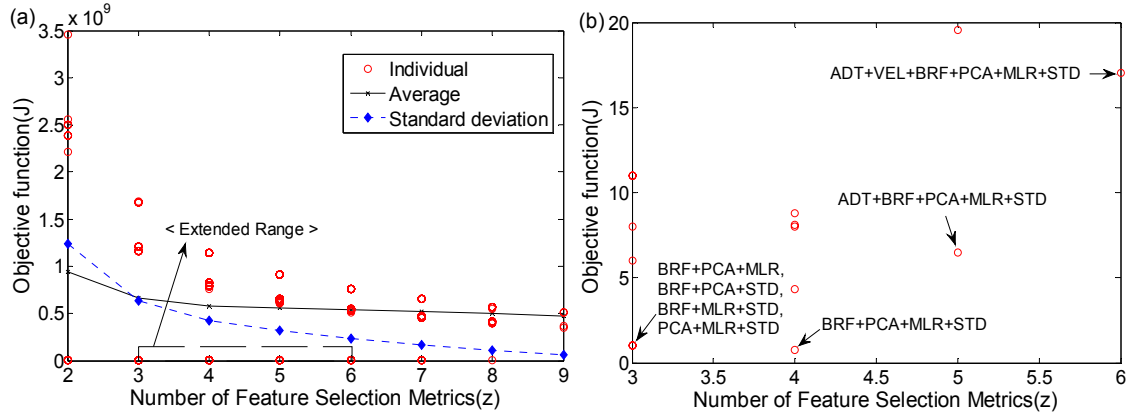 (a)
x 10^9
3.5
3
2.5
2
1.5
1
0.5
0
Objective function(J)
Individual
Average
Standard deviation
< Extended Range >
2 3 4 5 6 7 8 9
Number of Feature Selection Metrics(z)
(b)
20
15
10
5
0
Objective function(J)
ADT+VEL+BRF+PCA+MLR+STD
ADT+BRF+PCA+MLR+STD
BRF+PCA+MLR,
BRF+PCA+STD,
BRF+MLR+STD,
PCA+MLR+STD
BRF+PCA+MLR+STD
3 3.5 4 4.5 5 5.5 6
Number of Feature Selection Metrics(z)